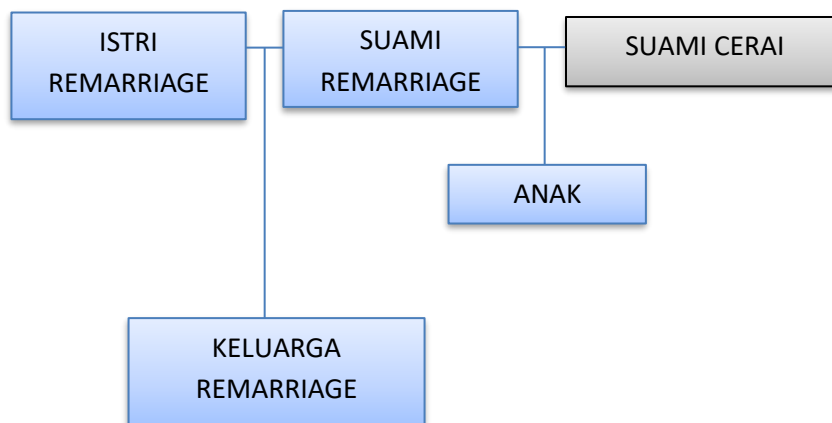 ISTRI
REMARRIAGE
SUAMI
REMARRIAGE
SUAMI CERAI
ANAK
KELUARGA
REMARRIAGE